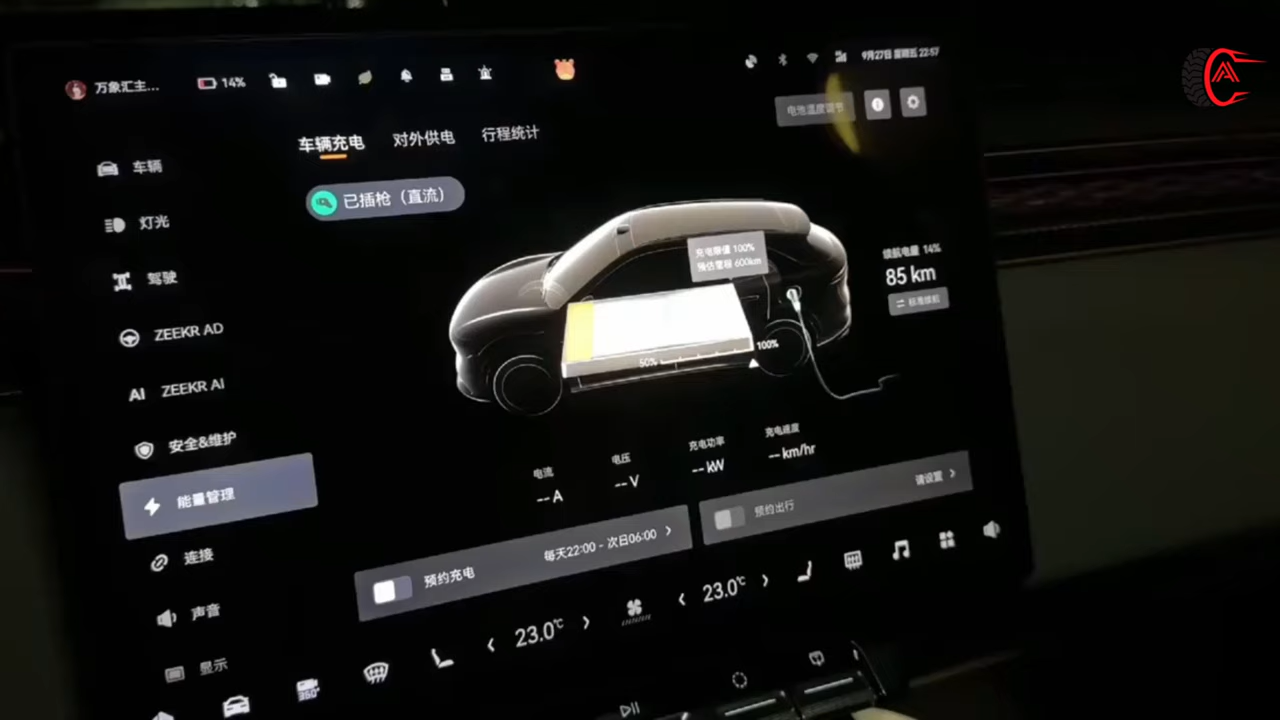 万象汇主...
14%
9月27日 星期五 22:57
电池温度调节
车辆充电 对外供电 行程统计
已插枪（直流）
车辆
灯光
驾驶
ZEEKR AD
AI ZEEKR AI
安全&维护
能量管理
连接
声音
显示
充电限值 100%
预估里程 600km
续航电量 14%
85 km
标准续航
50%
100%
电流
-- A
电压
-- V
充电功率
-- kW
充电速度
-- km/hr
预约充电 每天22:00 - 次日06:00
预约出行 请设置
23.0℃
23.0℃
360°